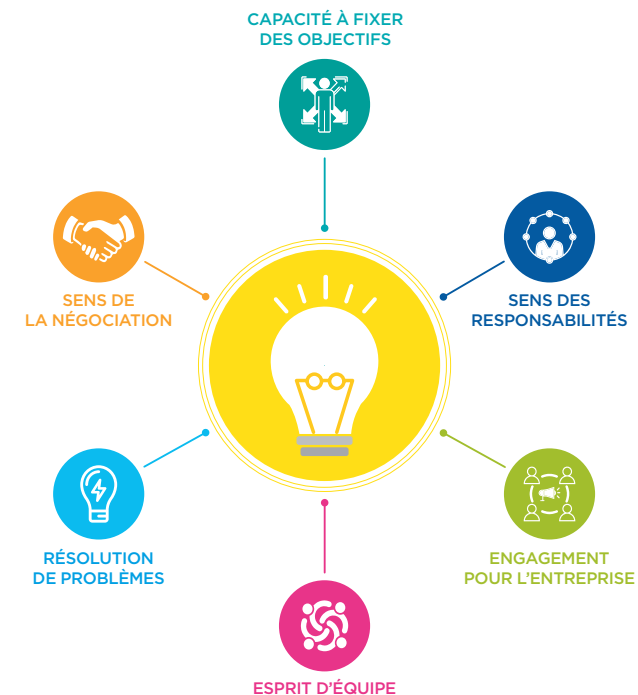 CAPACITÉ À FIXER
DES OBJECTIFS
SENS DE
LA NÉGOCIATION
SENS DES
RESPONSABILITÉS
RÉSOLUTION
DE PROBLÈMES
ENGAGEMENT
POUR L'ENTREPRISE
ESPRIT D'ÉQUIPE